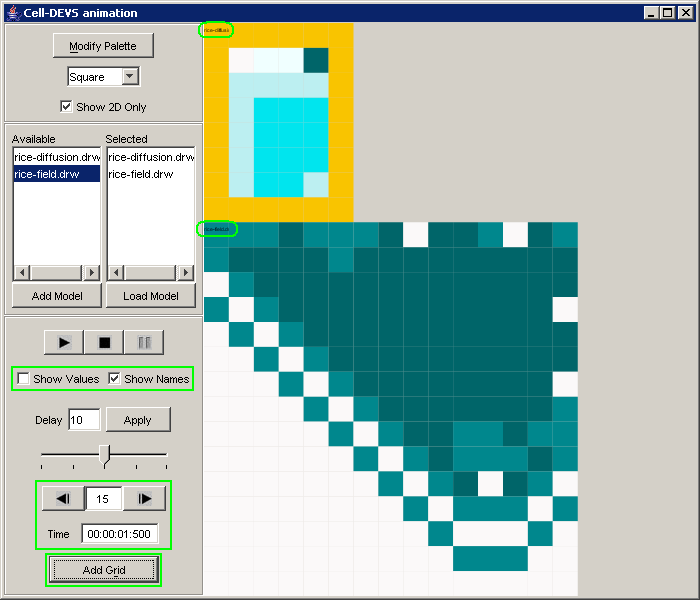 Cell-DEVS animation
Modify Palette
Square
Show 2D Only
Available
Selected
rice-diffusion.drw
rice-diffusion.drw
rice-field.drw
rice-field.drw
Add Model
Load Model
Show Values
Show Names
Delay
10
Apply
15
Time
00:00:01:500
Add Grid
rice-diffusi
rice-field.dr